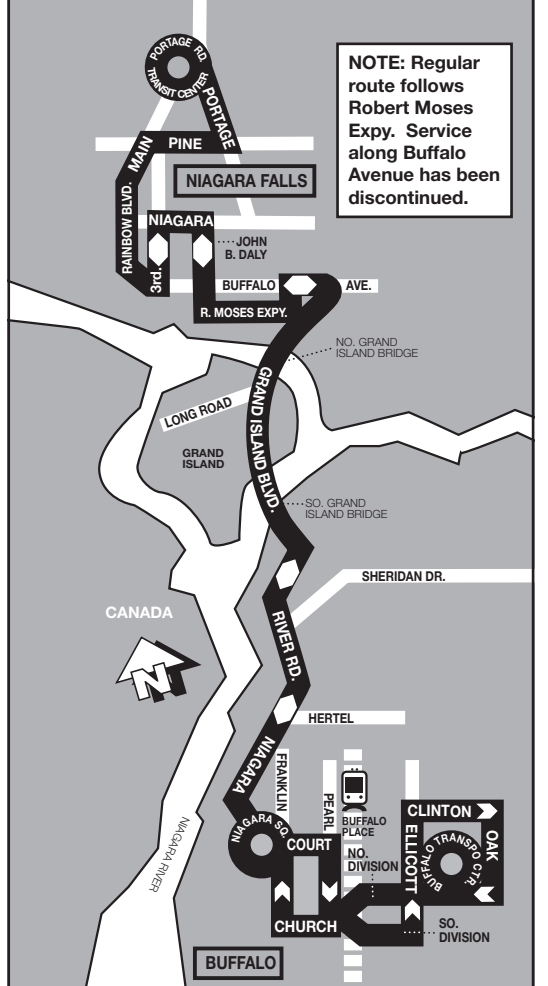 PORTAGE RD.
TRANSIT CENTER
NOTE: Regular
route follows
Robert Moses
Expy. Service
along Buffalo
Avenue has been
discontinued.
PORTAGE
MAIN
PINE
NIAGARA FALLS
RAINBOW BLVD.
NIAGARA
3rd.
JOHN
B. DALY
BUFFALO
AVE.
R. MOSES EXPY.
NO. GRAND
ISLAND BRIDGE
GRAND ISLAND BLVD.
LONG ROAD
GRAND
ISLAND
SO. GRAND
ISLAND BRIDGE
SHERIDAN DR.
CANADA
N
RIVER RD.
HERTEL
NIAGARA
FRANKLIN
PEARL
BUFFALO
PLACE
NIAGARA SQ.
COURT
NO.
DIVISION
CLINTON
ELLICOTT
OAK
BUFFALO TRANSPO CTR.
NIAGARA RIVER
CHURCH
SO.
DIVISION
BUFFALO